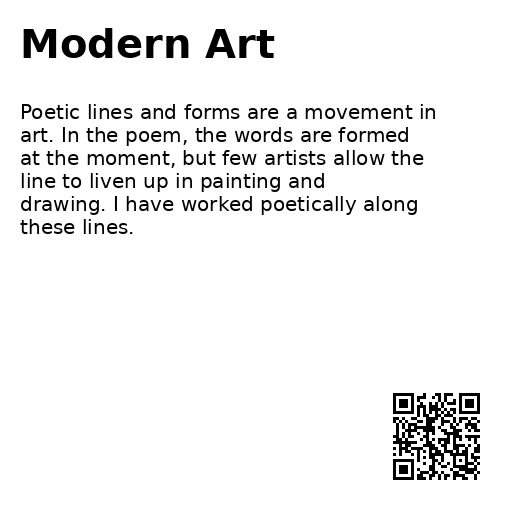 Modern Art
Poetic lines and forms are a movement in
art. In the poem, the words are formed
at the moment, but few artists allow the
line to liven up in painting and
drawing. I have worked poetically along
these lines.